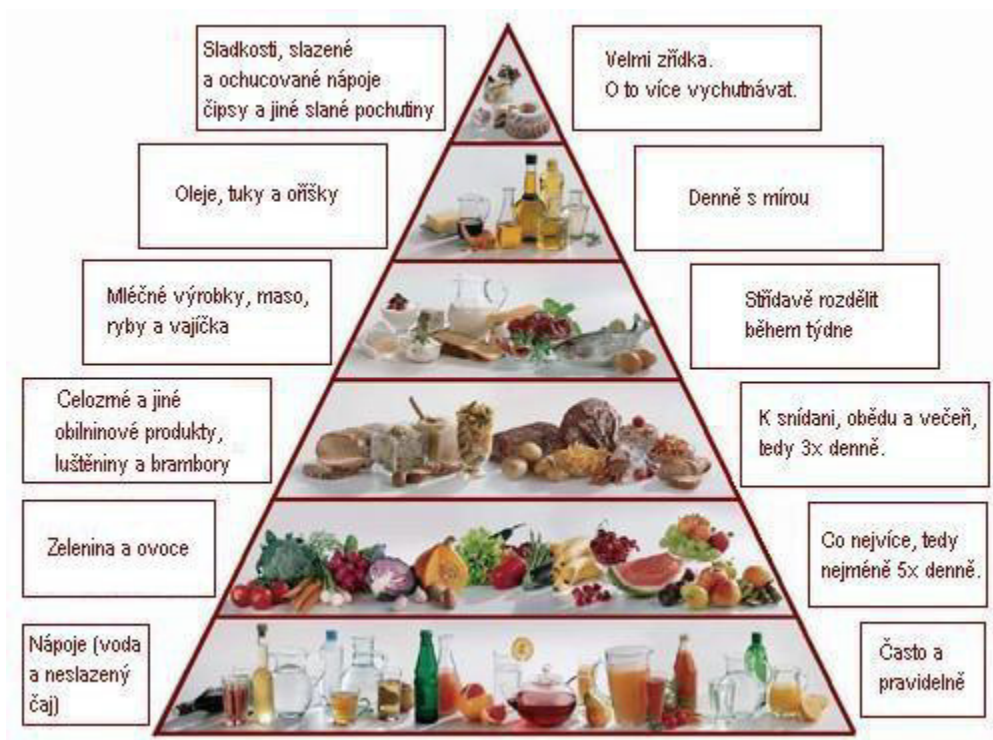 Sladkosti, slazené
a ochucované nápoje
čipsy a jiné slané pochutiny
Velmi zřídka.
O to více vychutnávat.
Oleje, tuky a oříšky
Denně s mírou
Mléčné výrobky, maso,
ryby a vajíčka
Střídavě rozdělit
během týdne
Celozrné a jiné
obilninové produkty,
luštěniny a brambory
K snídani, obědu a večeři,
tedy 3x denně.
Zelenina a ovoce
Co nejvíce, tedy
nejméně 5x denně.
Nápoje (voda
a neslazený
čaj)
Často a
pravidelně